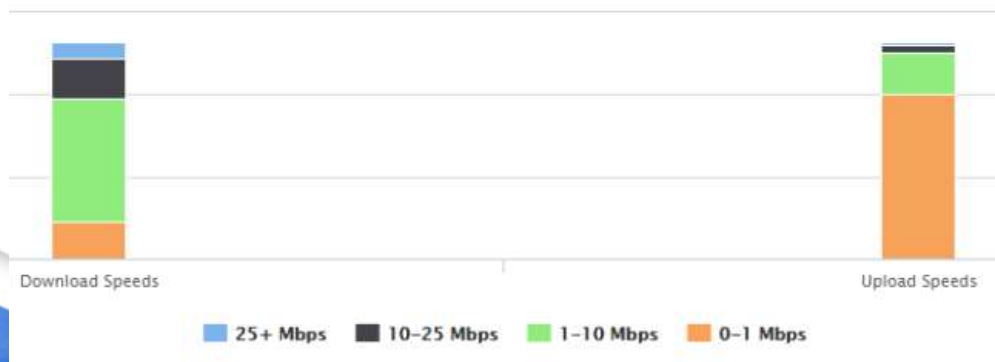 Download Speeds
Upload Speeds
25+ Mbps
10-25 Mbps
1-10 Mbps
0-1 Mbps